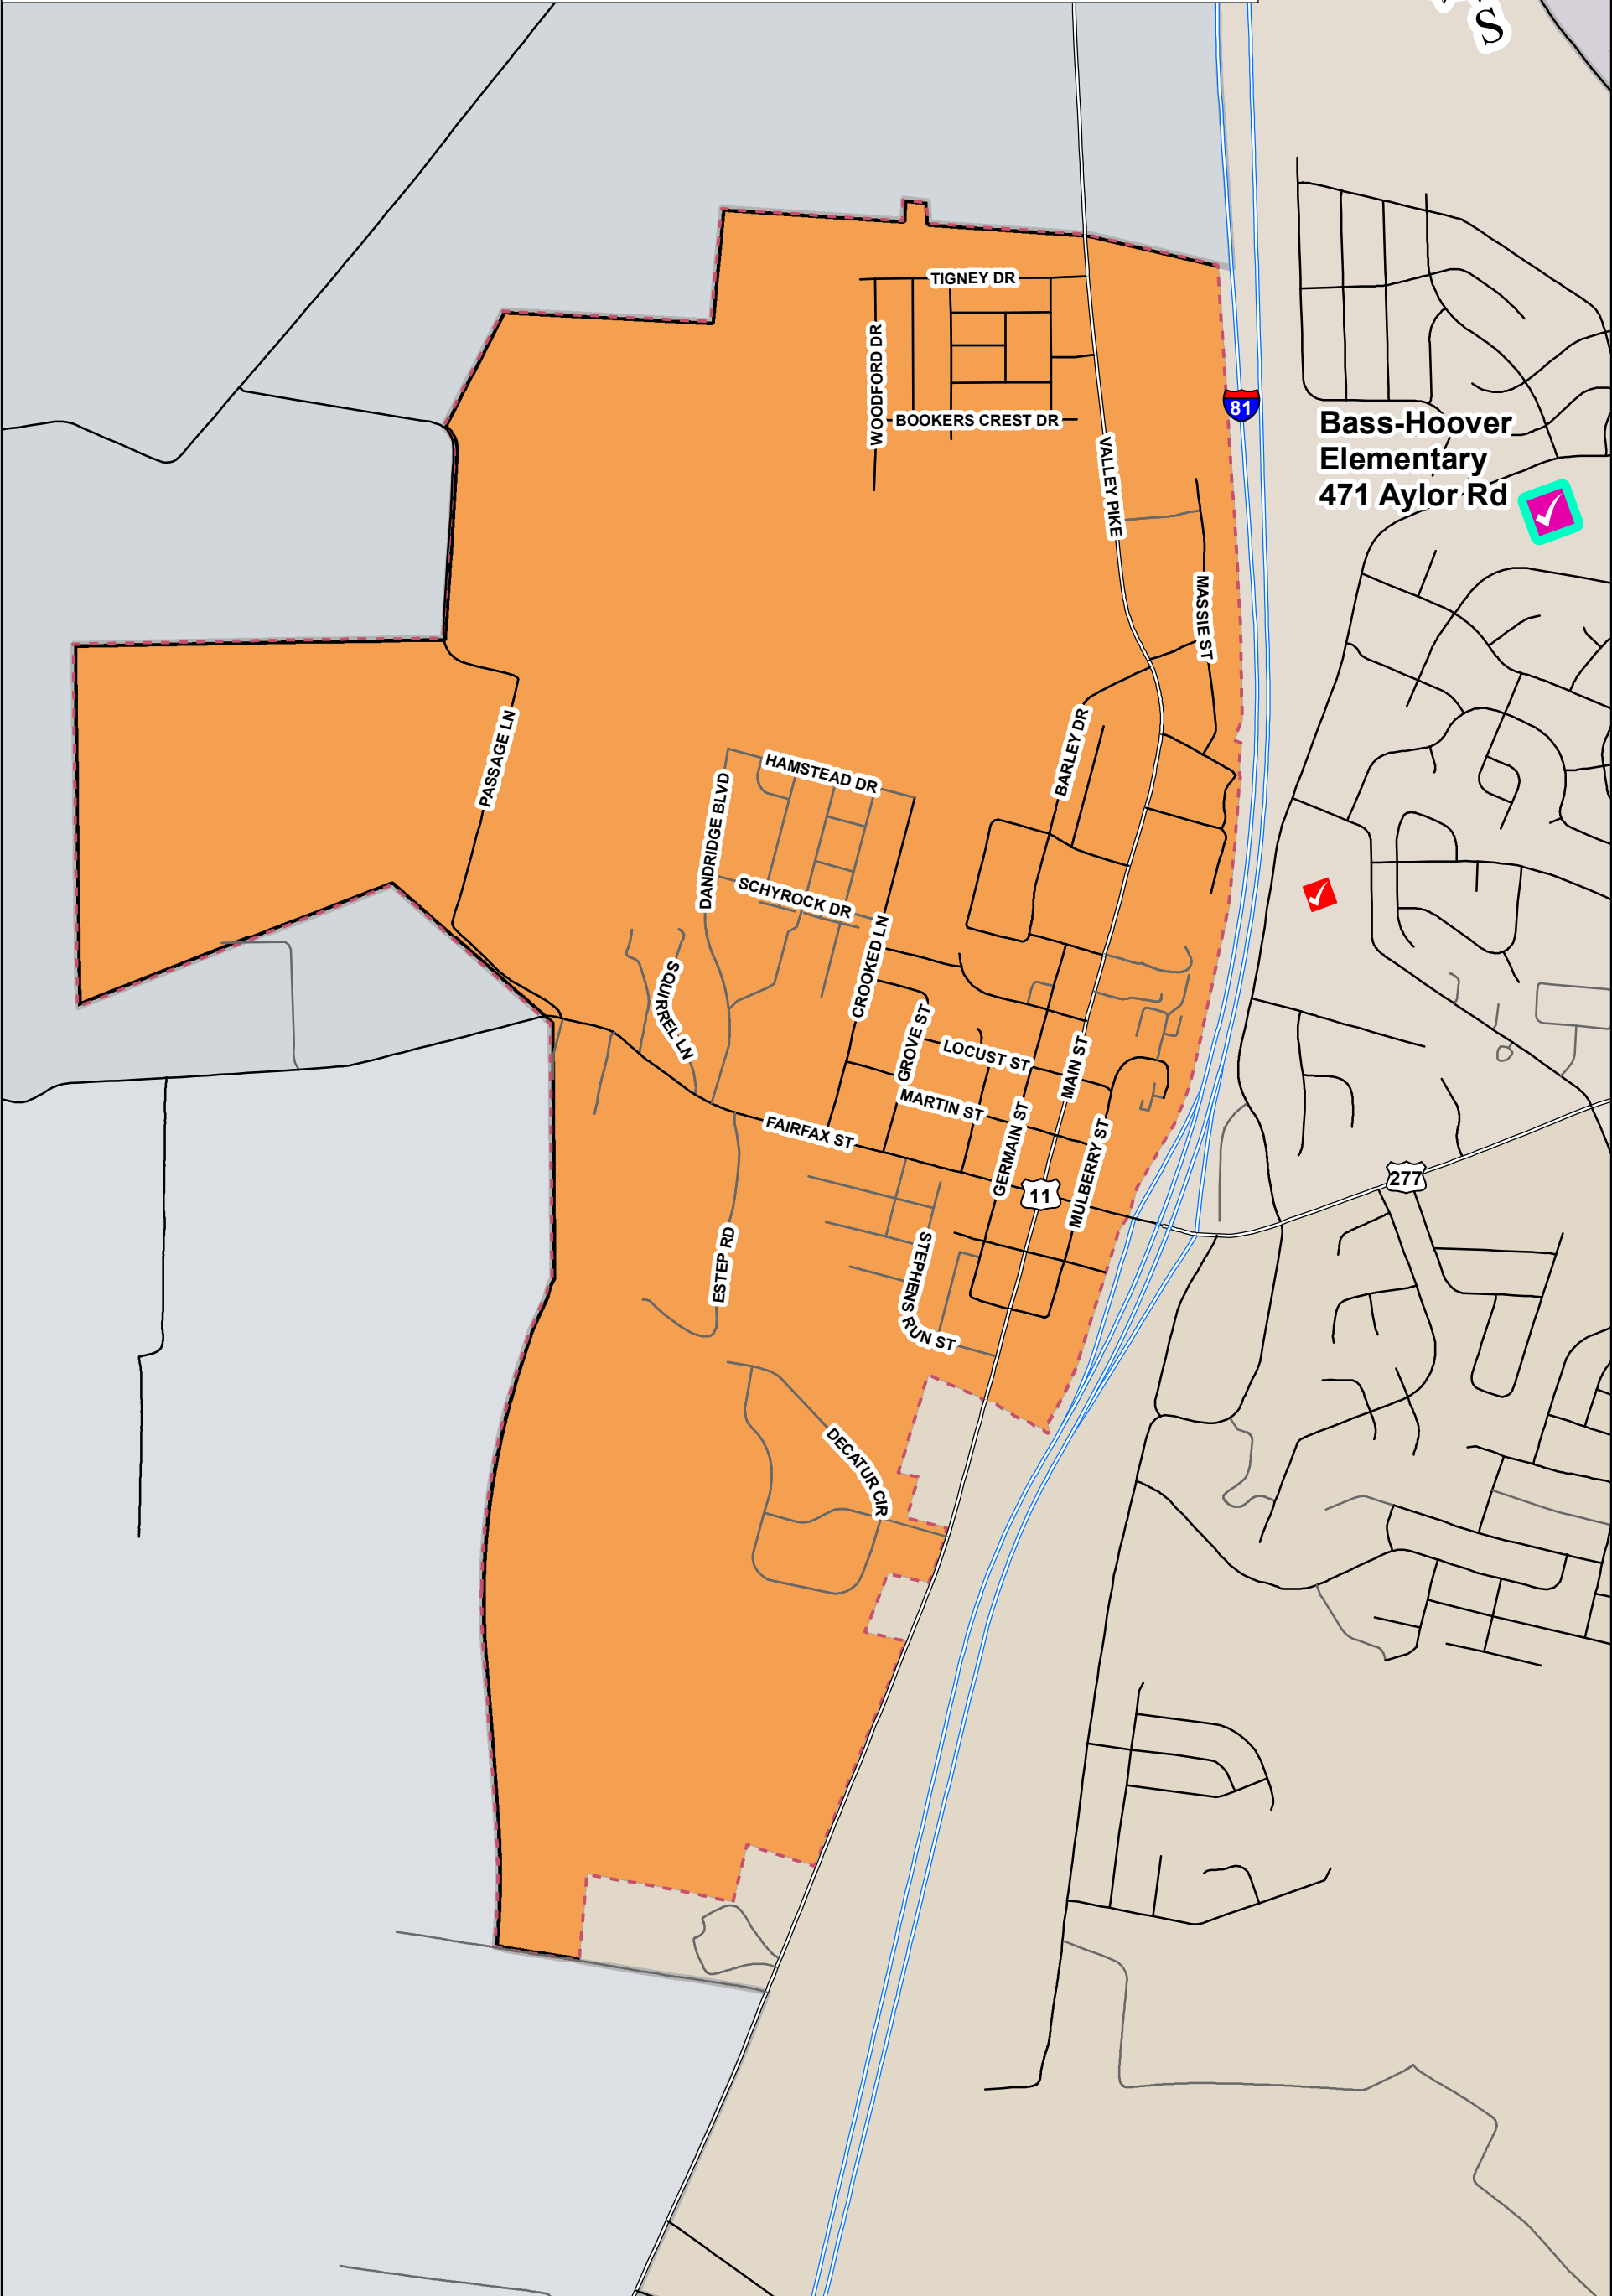 S
TIGNEY DR
WOODFORD DR
BOOKERS CREST DR
81
Bass-Hoover
Elementary
471 Aylor Rd
VALLEY PIKE
MASSIE ST
PASSAGE LN
BARLEY DR
HAMSTEAD DR
DANDRIDGE BLVD
SCHYROCK DR
CROOKED LN
SQUIRREL LN
GROVE ST
LOCUST ST
MAIN ST
MARTIN ST
FAIRFAX ST
GERMAIN ST
MULBERRY ST
11
277
ESTEP RD
STEPHENS
RUN ST
DECATUR CIR